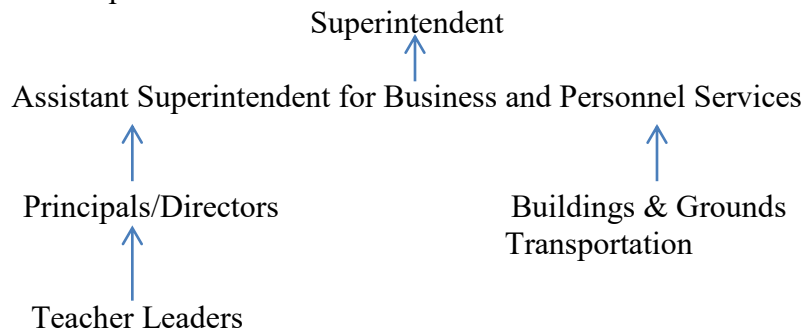 Superintendent
Assistant Superintendent for Business and Personnel Services
Principals/Directors
Buildings & Grounds
Transportation
Teacher Leaders